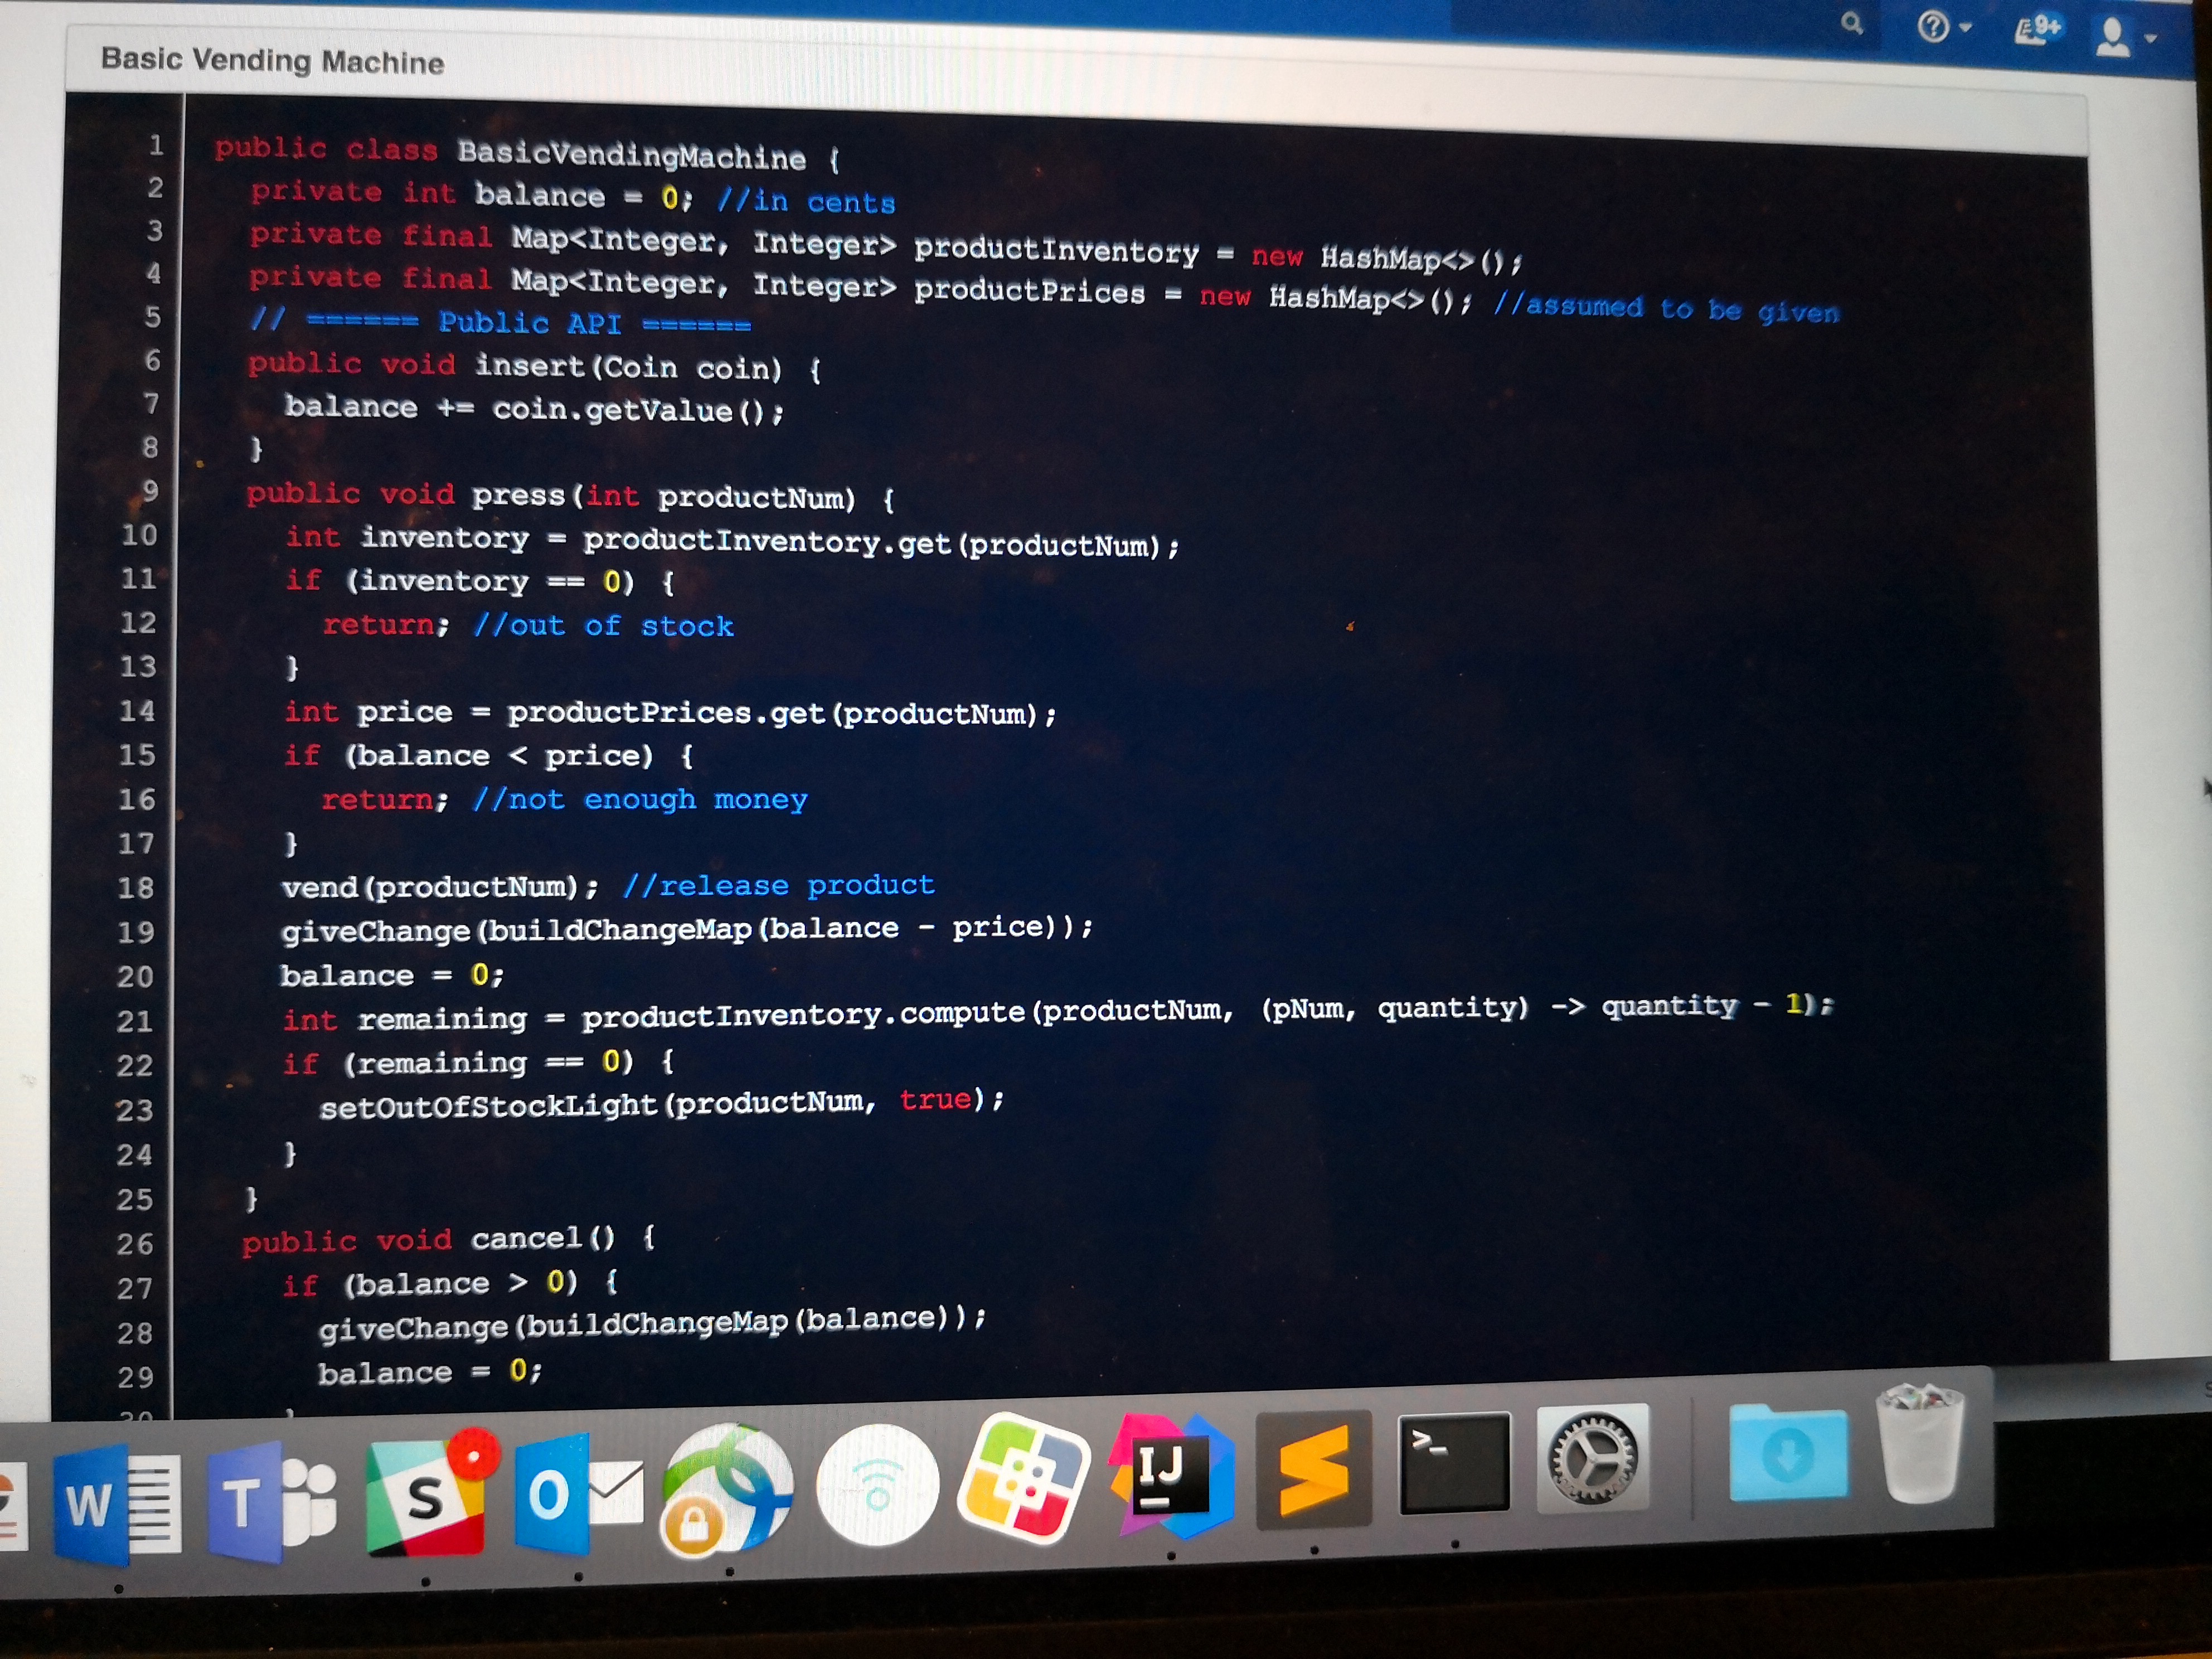 9+
Basic Vending Machine
1 public class BasicVendingMachine {
2 private int balance = 0; //in cents
3 private final Map<Integer, Integer> productInventory = new HashMap<>();
4 private final Map<Integer, Integer> productPrices = new HashMap<>(); //assumed to be given
5 // ====== Public API ======
6 public void insert(Coin coin) {
7 balance += coin.getValue();
8 }
9 public void press(int productNum) {
10 int inventory = productInventory.get(productNum);
11 if (inventory == 0) {
12 return; //out of stock
13 }
14 int price = productPrices.get(productNum);
15 if (balance < price) {
16 return; //not enough money
17 }
18 vend(productNum); //release product
19 giveChange(buildChangeMap(balance - price));
20 balance = 0;
21 int remaining = productInventory.compute(productNum, (pNum, quantity) -> quantity - 1);
22 if (remaining == 0) {
23 setOutOfStockLight(productNum, true);
24 }
25 }
26 public void cancel() {
27 if (balance > 0) {
28 giveChange(buildChangeMap(balance));
29 balance = 0;
W T S O IJ >_